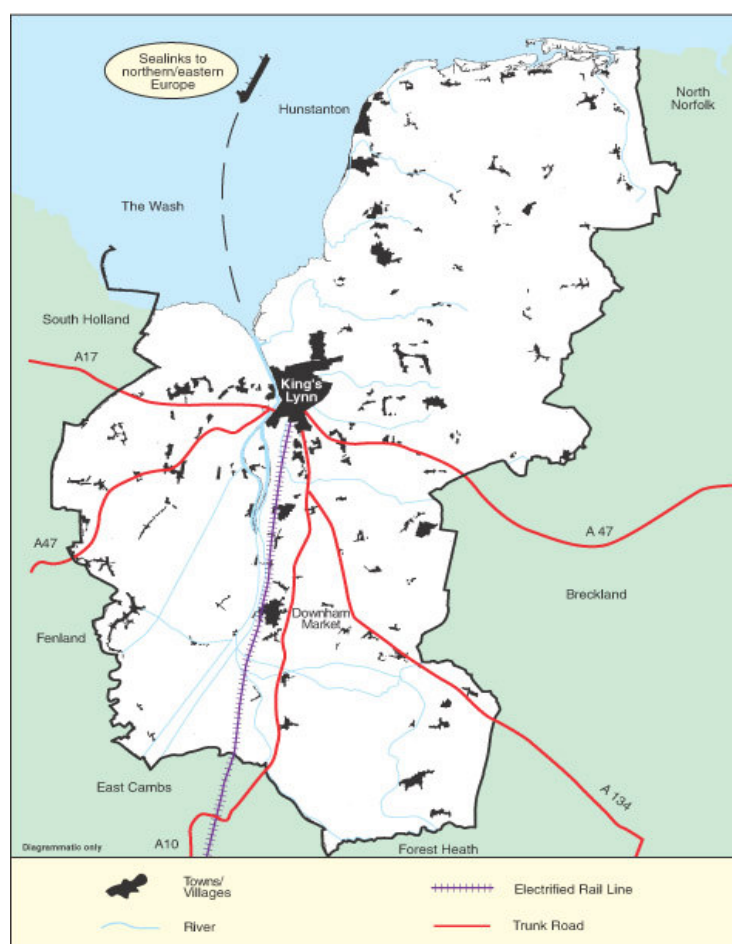 Sealinks to
northern/eastern
Europe
Hunstanton
North
Norfolk
The Wash
South Holland
A17
King's
Lynn
A47
A 47
Breckland
Downham
Market
Fenland
East Cambs
A 134
A10
Forest Heath
Diagrammatic only
Towns/
Villages
Electrified Rail Line
River
Trunk Road